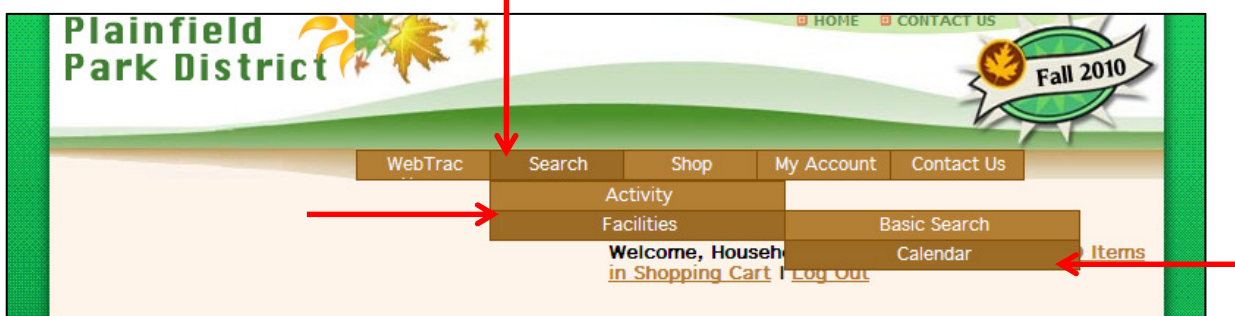 HOME CONTACT US
Plainfield
Park District
Fall 2010
WebTrac Search Shop My Account Contact Us
Activity
Facilities Basic Search
Calendar
Welcome, Househ Items
in Shopping Cart | Log Out